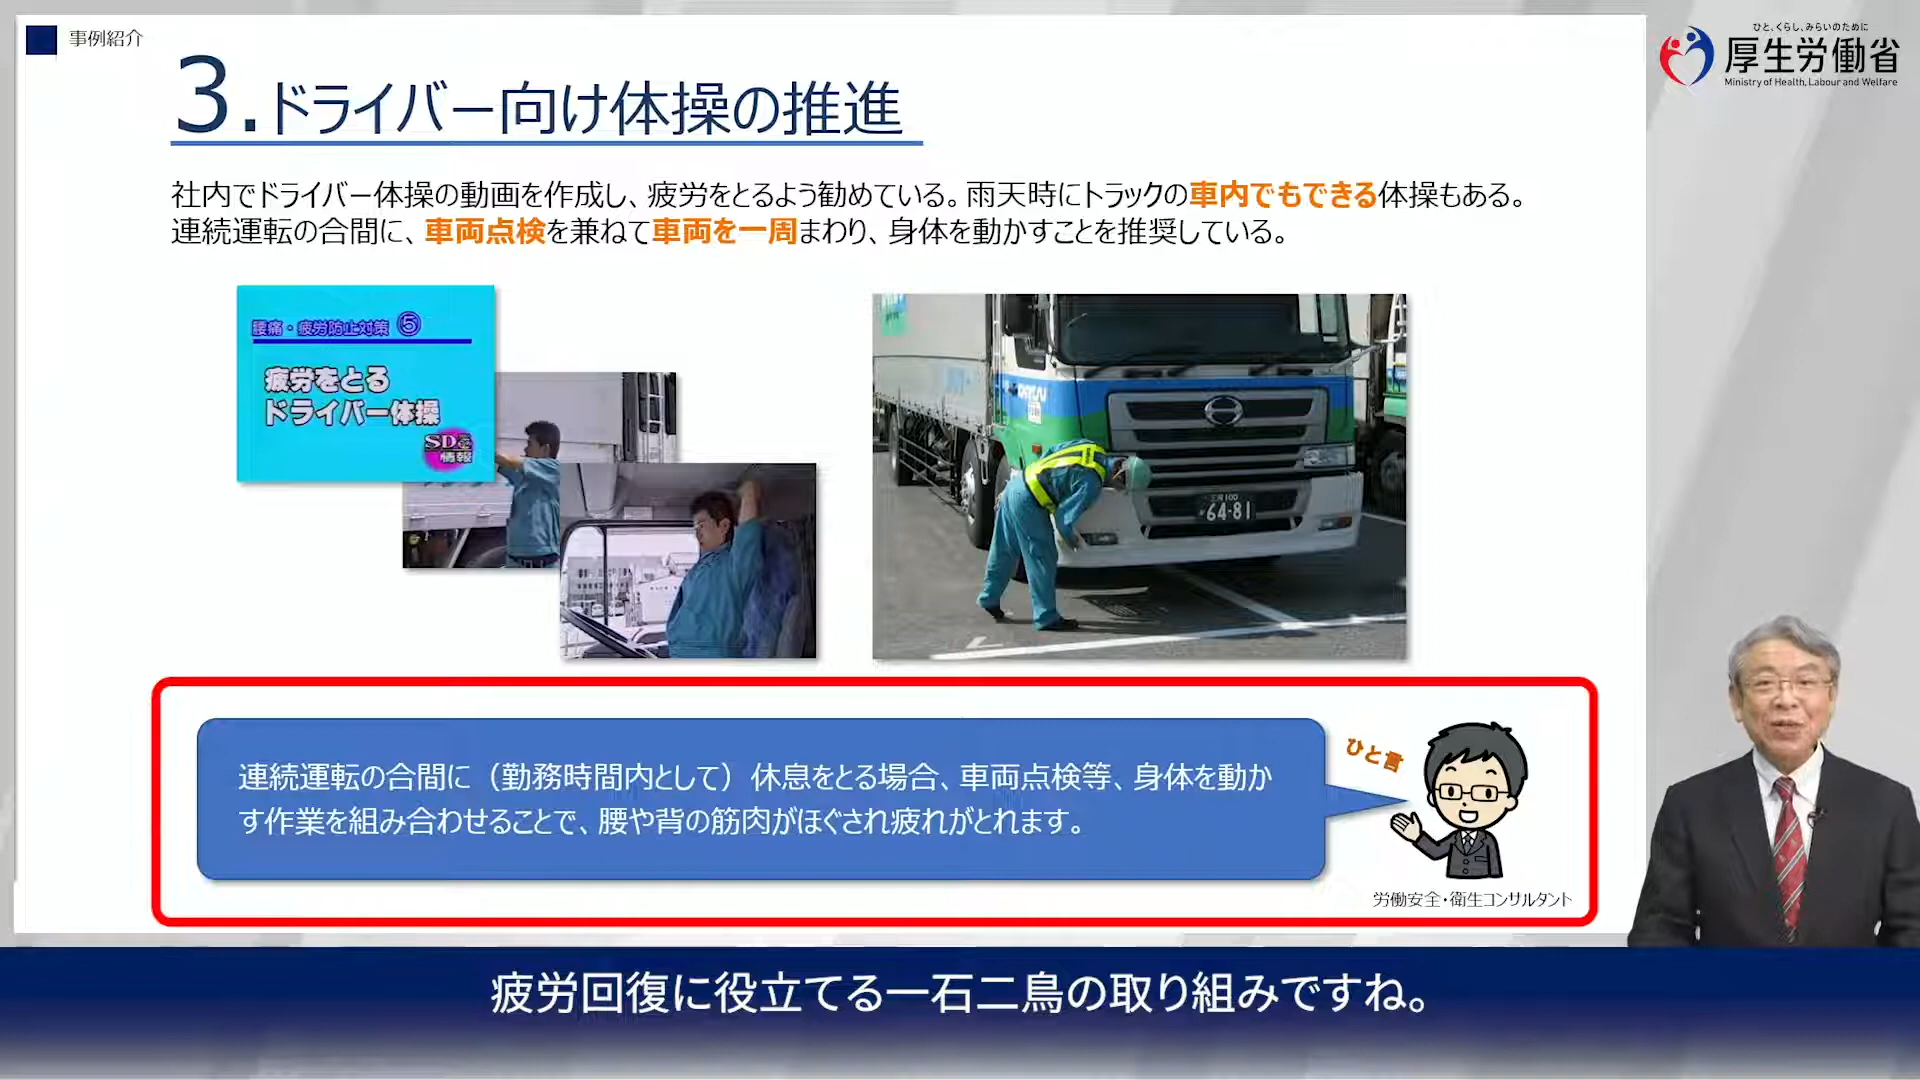 事例紹介
ひと、くらし、みらいのために
厚生労働省
Ministry of Health, Labour and Welfare
3.ドライバー向け体操の推進
社内でドライバー体操の動画を作成し、疲労をとるよう勧めている。雨天時にトラックの車内でもできる体操もある。
連続運転の合間に、車両点検を兼ねて車両を一周まわり、身体を動かすことを推奨している。
腰痛・疲労防止対策 ⑤
疲労をとる
ドライバー体操
SD
情報
64-81
連続運転の合間に（勤務時間内として）休息をとる場合、車両点検等、身体を動か
す作業を組み合わせることで、腰や背の筋肉がほぐされ疲れがとれます。
ひと言
労働安全・衛生コンサルタント
疲労回復に役立てる一石二鳥の取り組みですね。